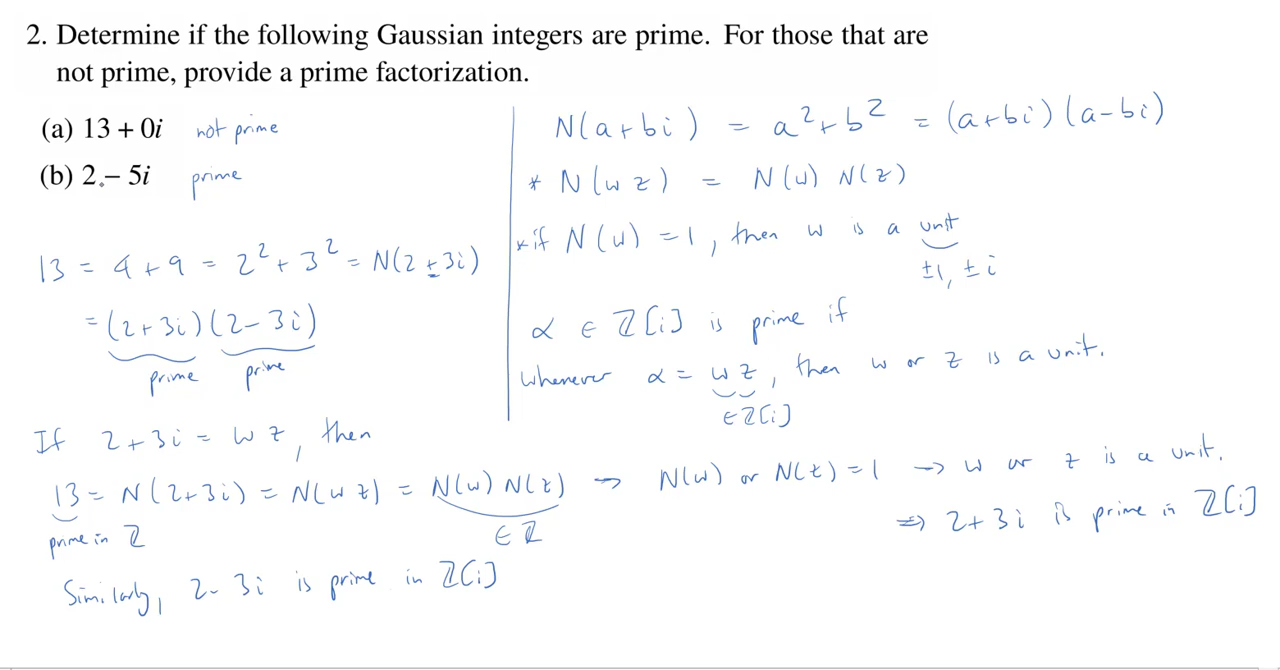 2. Determine if the following Gaussian integers are prime. For those that are
not prime, provide a prime factorization.
(a) 13 + 0i not prime
(b) 2 – 5i prime
13 = 4 + 9 = 2² + 3² = N(2 ± 3i)
= (2 + 3i)(2 – 3i)
prime prime
N(a + bi) = a² + b² = (a + bi)(a – bi)
* N(wz) = N(w) N(z)
* if N(w) = 1, then w is a unit
±1, ±i
α ∈ ℤ[i] is prime if
whenever α = wz, then w or z is a unit.
∈ ℤ[i]
If 2 + 3i = wz, then
13 = N(2 + 3i) = N(wz) = N(w) N(z) → N(w) or N(z) = 1 → w or z is a unit.
prime in ℤ ∈ ℤ ⇒ 2 + 3i is prime in ℤ[i]
Similarly, 2 – 3i is prime in ℤ[i]